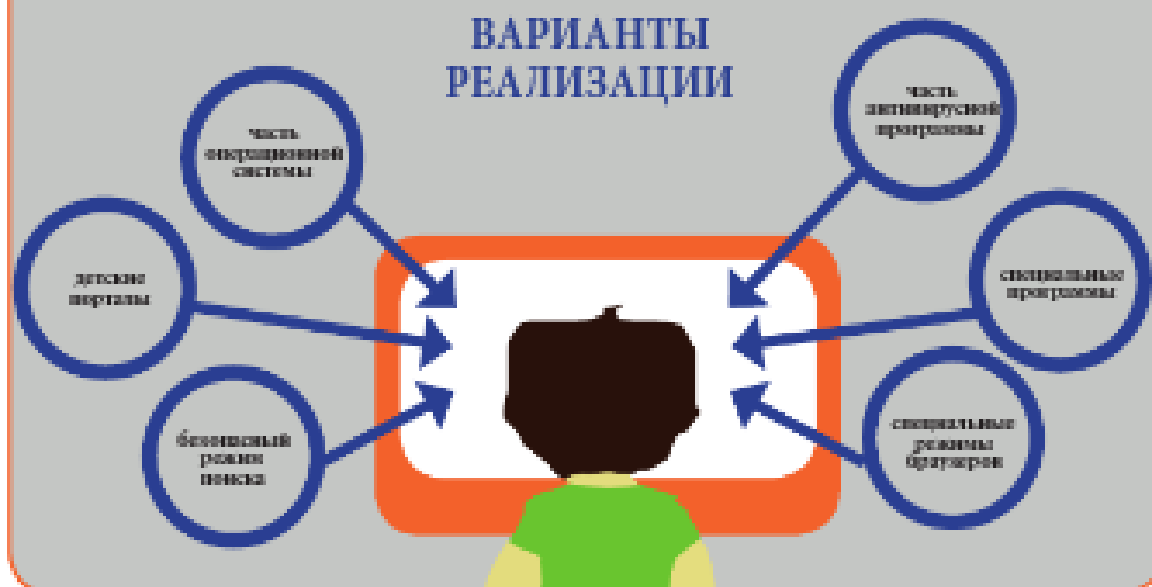 ВАРИАНТЫ
РЕАЛИЗАЦИИ
часть
операционной
системы
детские
порталы
безопасный
режим
поиска
часть
антивирусной
программы
специальные
программы
специальные
режимы
браузеров